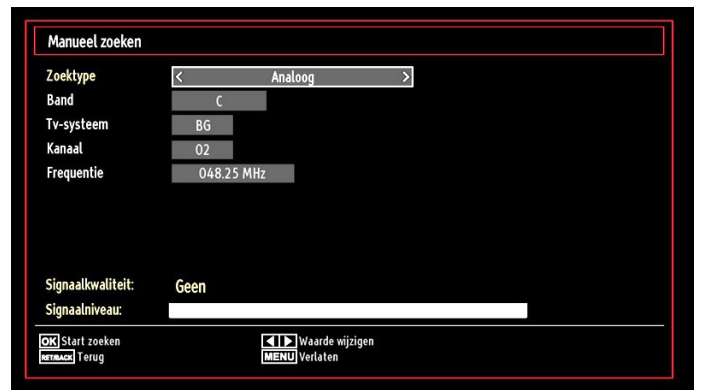 Manueel zoeken
Zoektype < Analoog >
Band C
Tv-systeem BG
Kanaal 02
Frequentie 048.25 MHz
Signaalkwaliteit: Geen
Signaalniveau:
OK Start zoeken ◀ ▶ Waarde wijzigen
RET/BACK Terug MENU Verlaten